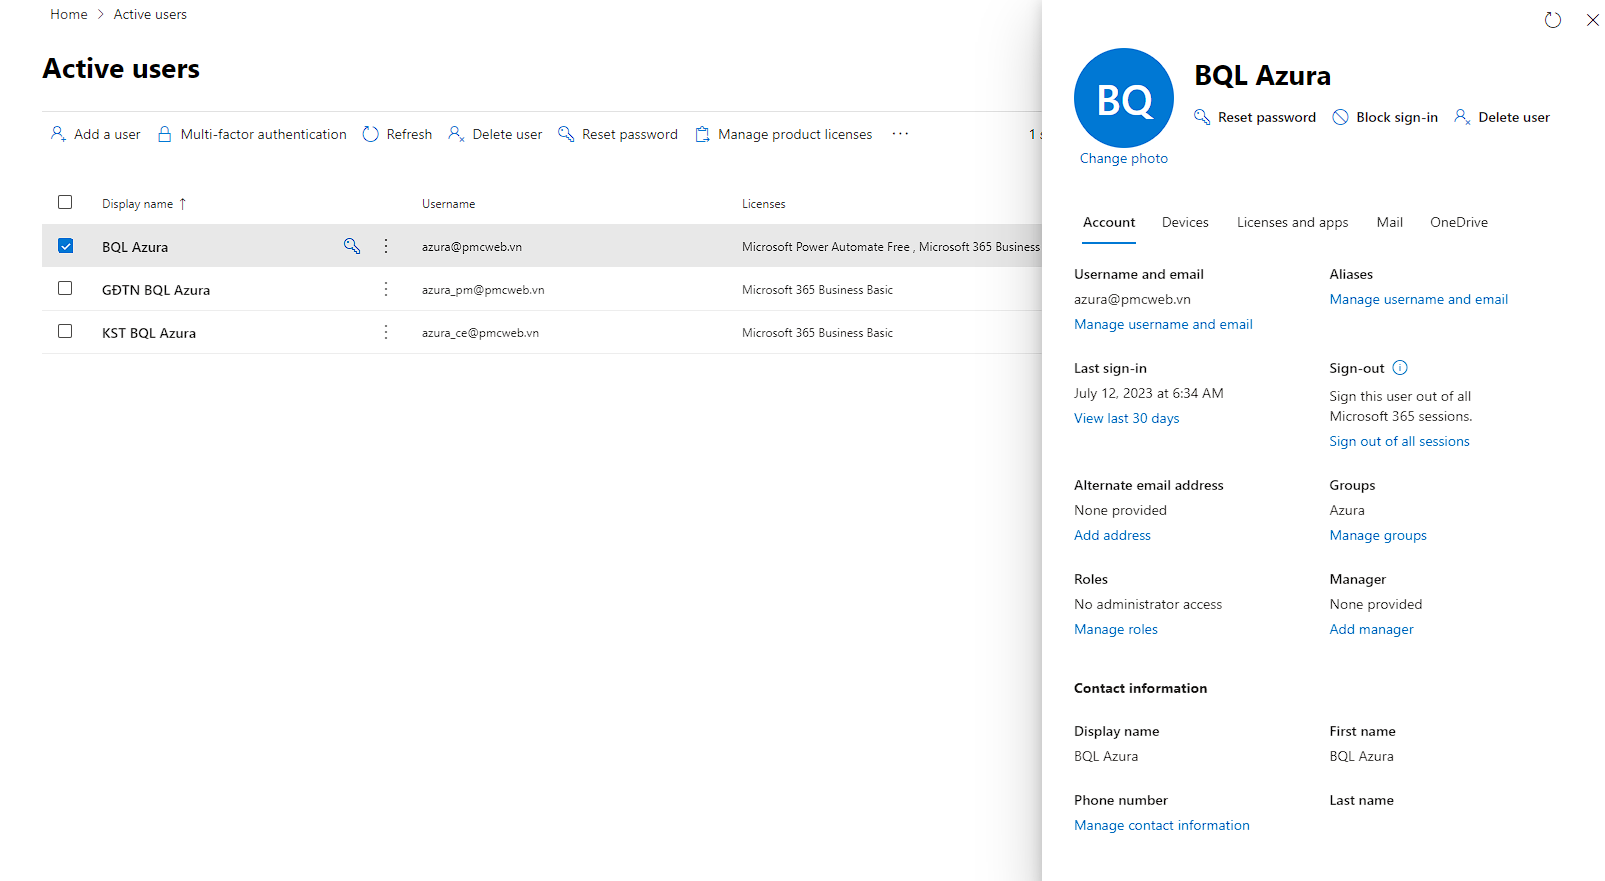 Home > Active users
Active users
Add a user Multi-factor authentication Refresh Delete user Reset password Manage product licenses ··· 1
Display name ↑ Username Licenses
BQL Azura azura@pmcweb.vn Microsoft Power Automate Free , Microsoft 365 Business
GĐTN BQL Azura azura_pm@pmcweb.vn Microsoft 365 Business Basic
KST BQL Azura azura_ce@pmcweb.vn Microsoft 365 Business Basic
BQ
Change photo
BQL Azura
Reset password Block sign-in Delete user
Account Devices Licenses and apps Mail OneDrive
Username and email
azura@pmcweb.vn
Manage username and email
Aliases
Manage username and email
Last sign-in
July 12, 2023 at 6:34 AM
View last 30 days
Sign-out
Sign this user out of all
Microsoft 365 sessions.
Sign out of all sessions
Alternate email address
None provided
Add address
Groups
Azura
Manage groups
Roles
No administrator access
Manage roles
Manager
None provided
Add manager
Contact information
Display name
BQL Azura
First name
BQL Azura
Phone number
Manage contact information
Last name